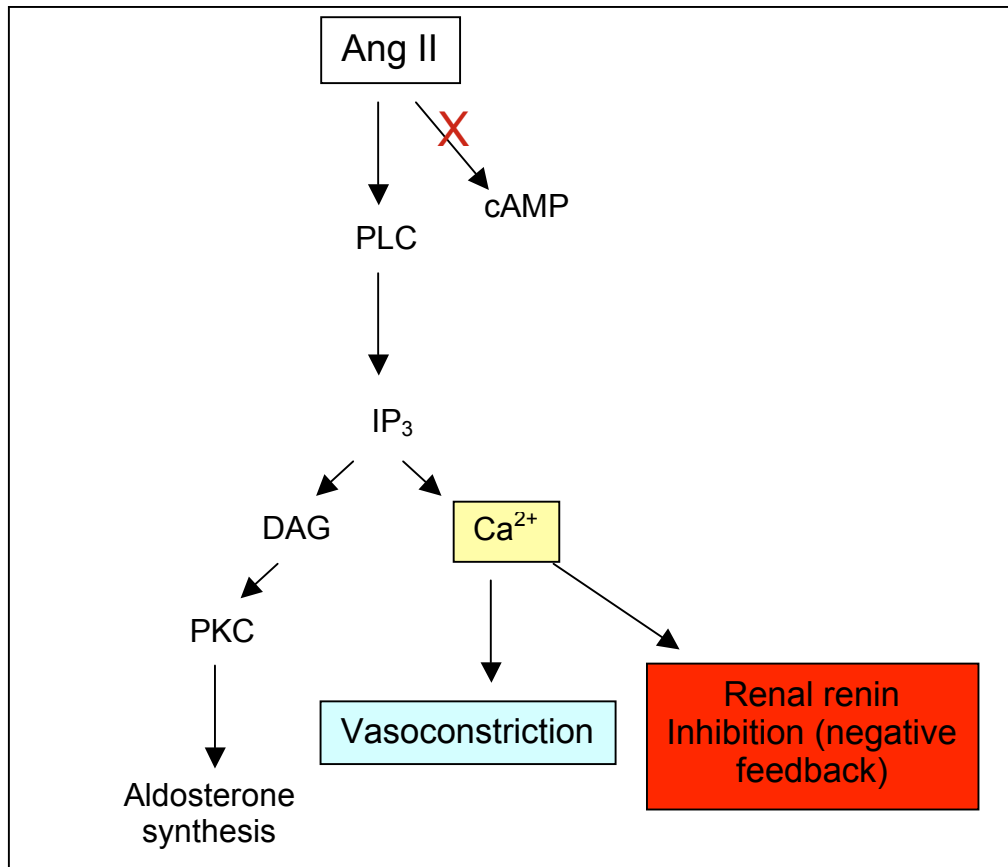 Ang II
X
cAMP
PLC
IP₃
DAG
Ca²⁺
PKC
Vasoconstriction
Renal renin
Inhibition (negative
feedback)
Aldosterone
synthesis